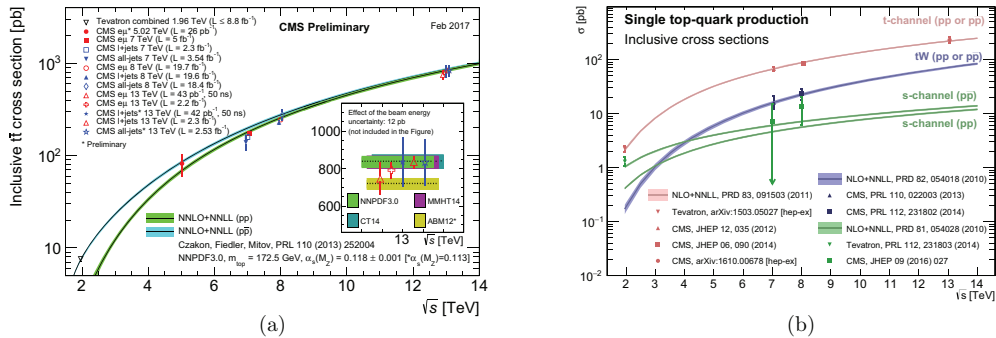 Inclusive tt̄ cross section [pb]
CMS Preliminary
Feb 2017
Tevatron combined 1.96 TeV (L ≤ 8.8 fb⁻¹)
CMS eμ* 5.02 TeV (L = 26 pb⁻¹)
CMS eμ 7 TeV (L = 5 fb⁻¹)
CMS l+jets 7 TeV (L = 2.3 fb⁻¹)
CMS all-jets 7 TeV (L = 3.54 fb⁻¹)
CMS eμ 8 TeV (L = 19.7 fb⁻¹)
CMS l+jets 8 TeV (L = 19.6 fb⁻¹)
CMS all-jets 8 TeV (L = 18.4 fb⁻¹)
CMS eμ 13 TeV (L = 43 pb⁻¹, 50 ns)
CMS eμ 13 TeV (L = 2.2 fb⁻¹)
CMS l+jets* 13 TeV (L = 42 pb⁻¹, 50 ns)
CMS l+jets 13 TeV (L = 2.3 fb⁻¹)
CMS all-jets* 13 TeV (L = 2.53 fb⁻¹)
* Preliminary
10³
10²
10
Effect of the beam energy
uncertainty: 12 pb
(not included in the Figure)
1000
800
600
NNPDF3.0 MMHT14
CT14 ABM12*
13 √s [TeV]
NNLO+NNLL (pp)
NNLO+NNLL (pp̄)
Czakon, Fiedler, Mitov, PRL 110 (2013) 252004
NNPDF3.0, m_top = 172.5 GeV, α_s(M_Z) = 0.118 ± 0.001 [*α_s(M_Z)=0.113]
2 4 6 8 10 12 14
√s [TeV]
(a)
σ [pb]
Single top-quark production
Inclusive cross sections
t-channel (pp or pp)
tW (pp or pp)
s-channel (pp)
s-channel (pp)
10²
10
1
10⁻¹
10⁻²
NLO+NNLL, PRD 83, 091503 (2011)
Tevatron, arXiv:1503.05027 [hep-ex]
CMS, JHEP 12, 035 (2012)
CMS, JHEP 06, 090 (2014)
CMS, arXiv:1610.00678 [hep-ex]
NLO+NNLL, PRD 82, 054018 (2010)
CMS, PRL 110, 022003 (2013)
CMS, PRL 112, 231802 (2014)
NLO+NNLL, PRD 81, 054028 (2010)
Tevatron, PRL 112, 231803 (2014)
CMS, JHEP 09 (2016) 027
2 3 4 5 6 7 8 9 10 11 12 13 14
√s [TeV]
(b)